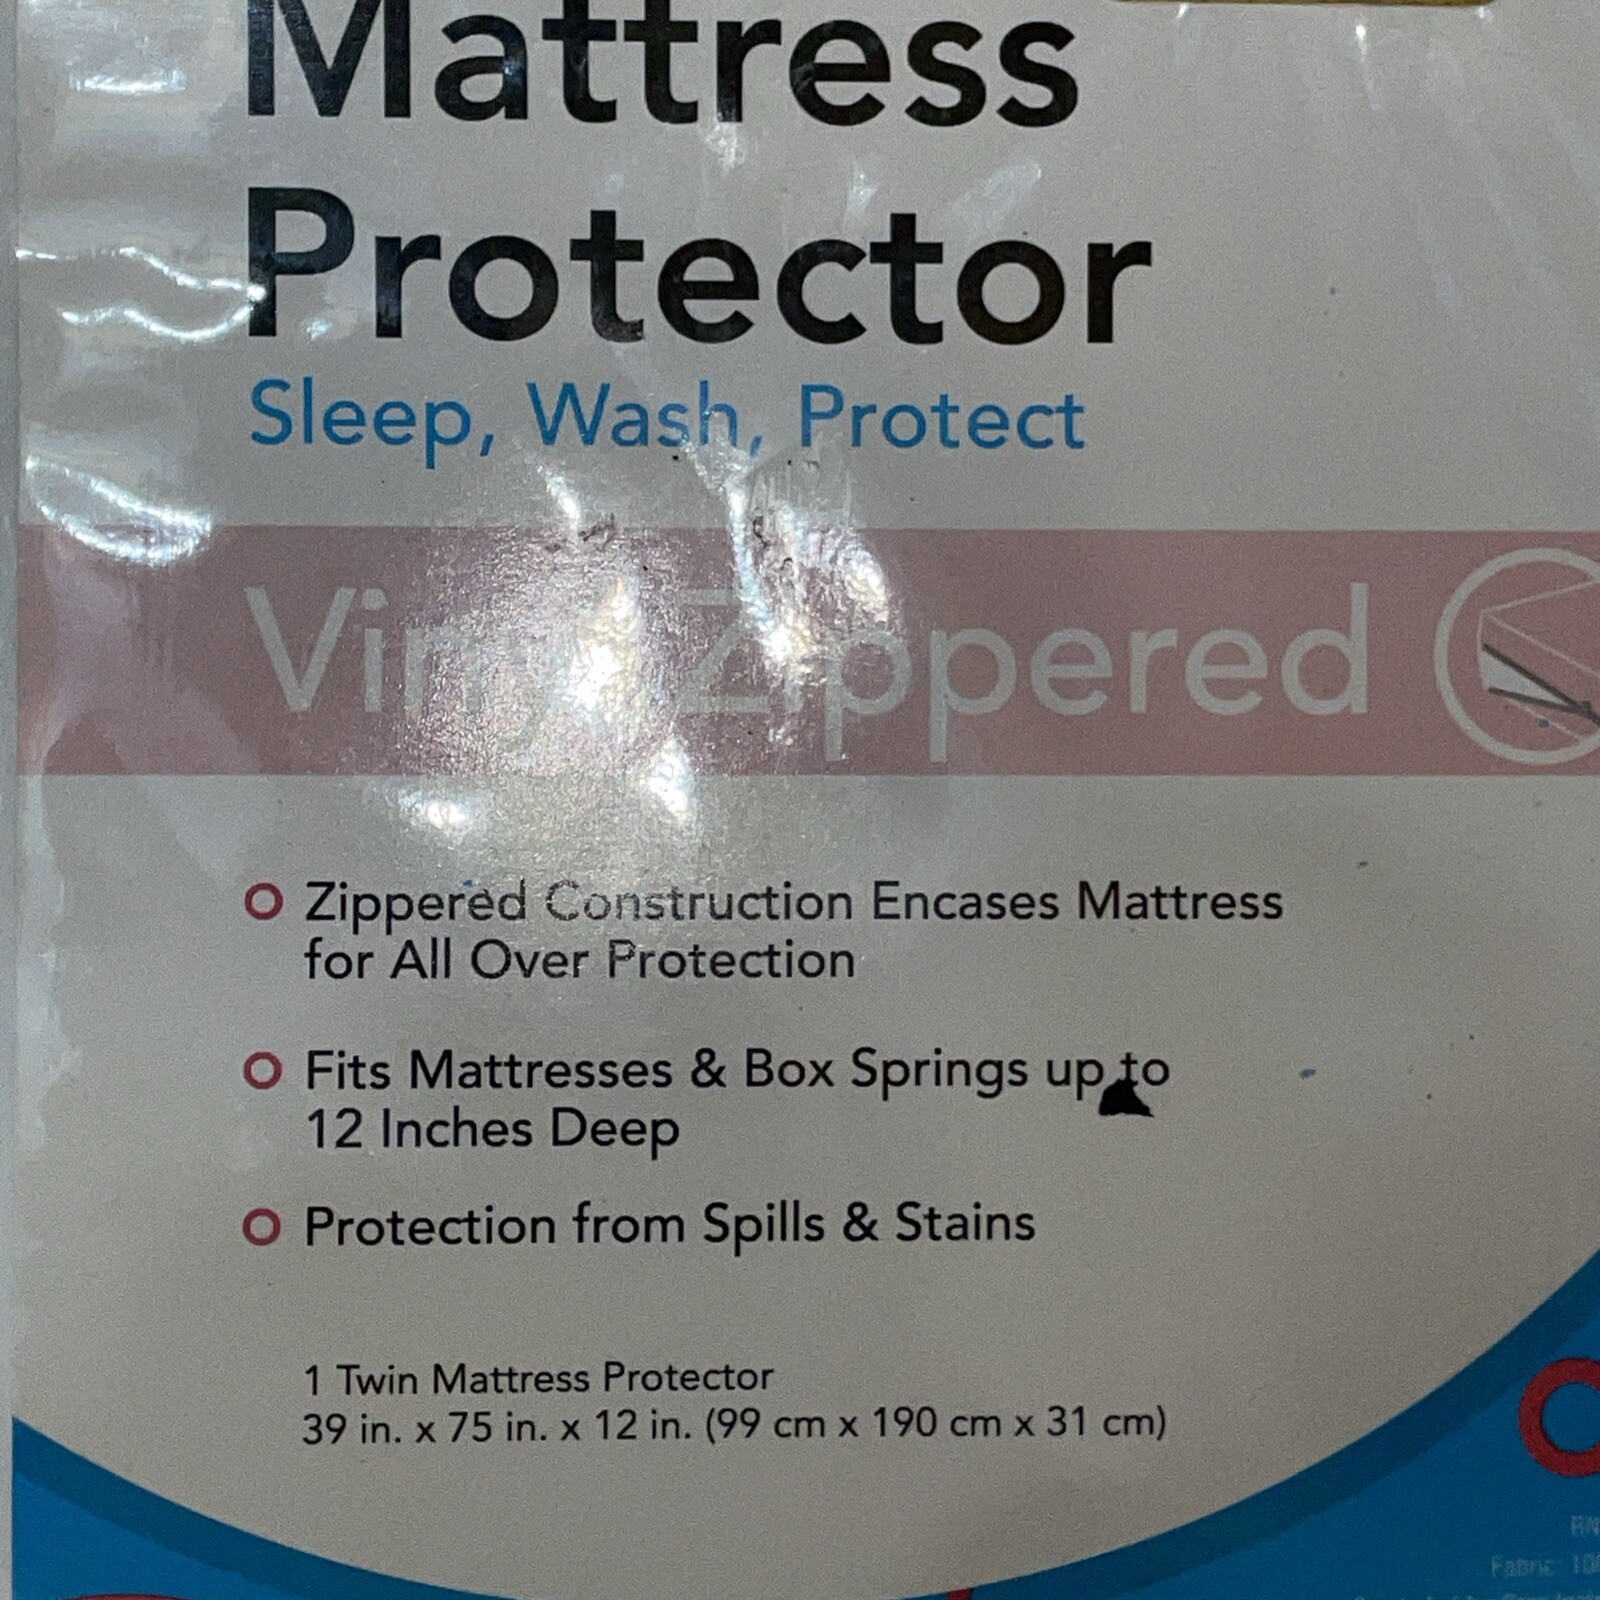 Mattress
Protector
Sleep, Wash, Protect
Vinyl Zippered
Zippered Construction Encases Mattress
for All Over Protection
Fits Mattresses & Box Springs up to
12 Inches Deep
Protection from Spills & Stains
1 Twin Mattress Protector
39 in. x 75 in. x 12 in. (99 cm x 190 cm x 31 cm)
Fabric: